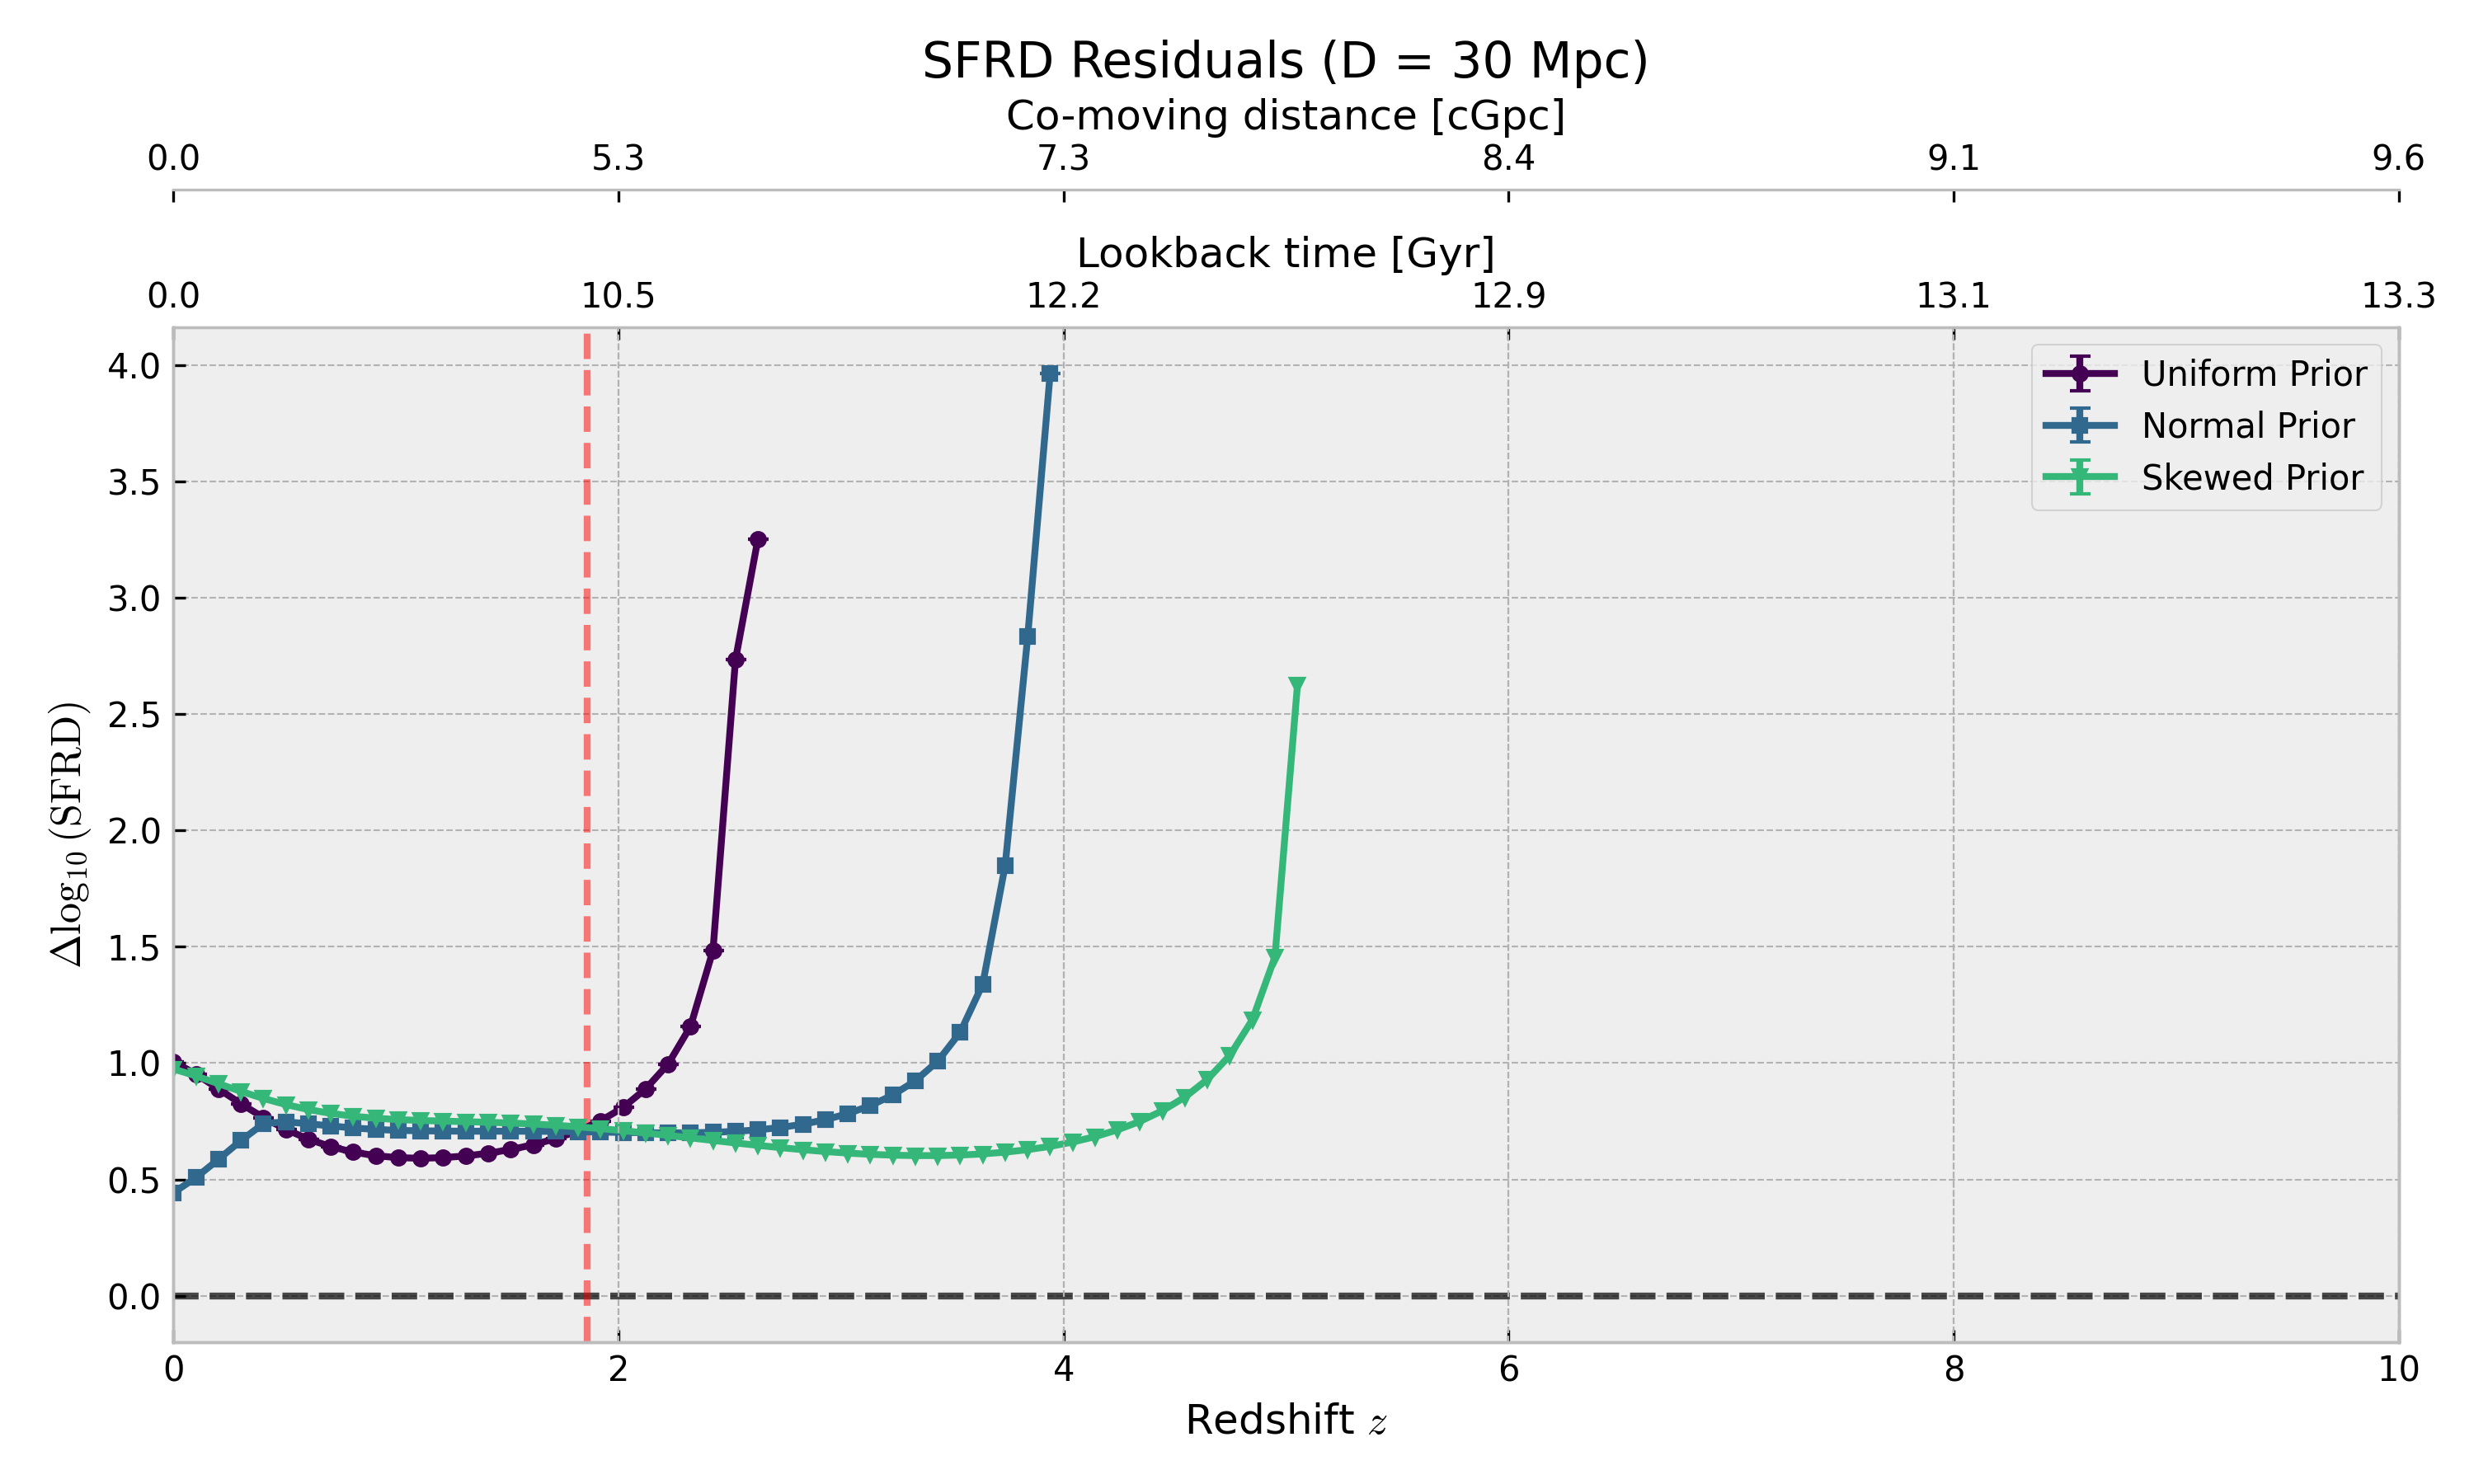 SFRD Residuals (D = 30 Mpc)
Co-moving distance [cGpc]
0.0 5.3 7.3 8.4 9.1 9.6
Lookback time [Gyr]
0.0 10.5 12.2 12.9 13.1 13.3
4.0
3.5
3.0
2.5
2.0
1.5
1.0
0.5
0.0
Δlog₁₀(SFRD)
Uniform Prior
Normal Prior
Skewed Prior
0 2 4 6 8 10
Redshift z